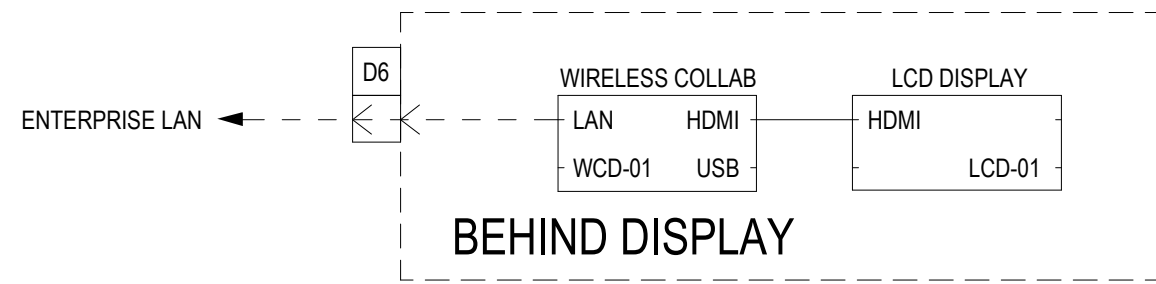 D6
WIRELESS COLLAB
LCD DISPLAY
ENTERPRISE LAN
LAN HDMI
HDMI
WCD-01 USB
LCD-01
BEHIND DISPLAY